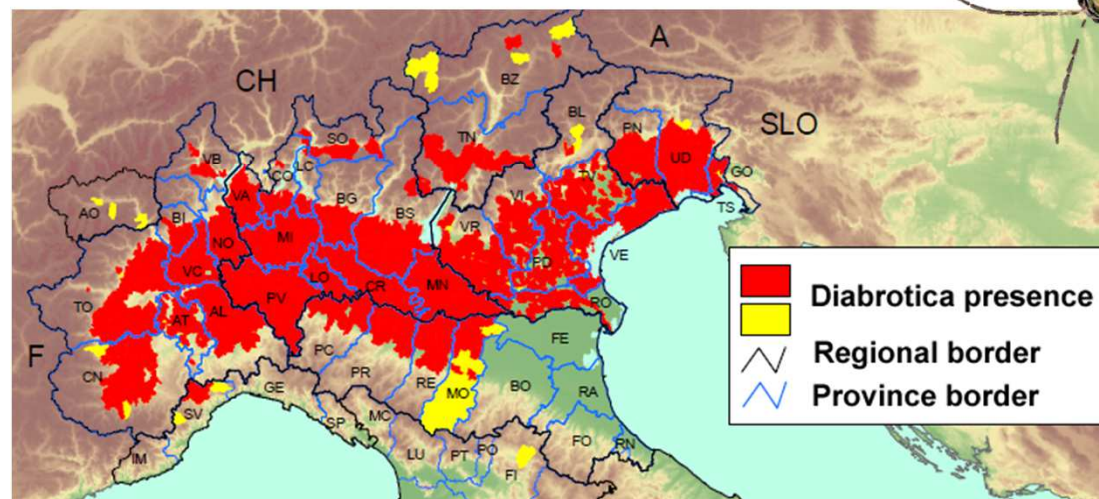 A
CH
BZ
SLO
BL
PN
TN
SO
UD
VB
LC
CO
TV
GO
VA
BG
VI
AO
BS
VR
TS
BI
NO
MI
PD
VE
VC
LO
MN
CR
PV
RO
TO
AT
AL
FE
F
PC
CN
PR
RE
MO
BO
RA
GE
SV
MC
SP
FO
RN
IM
LU
PT
PO
FI
Diabrotica presence
Regional border
Province border